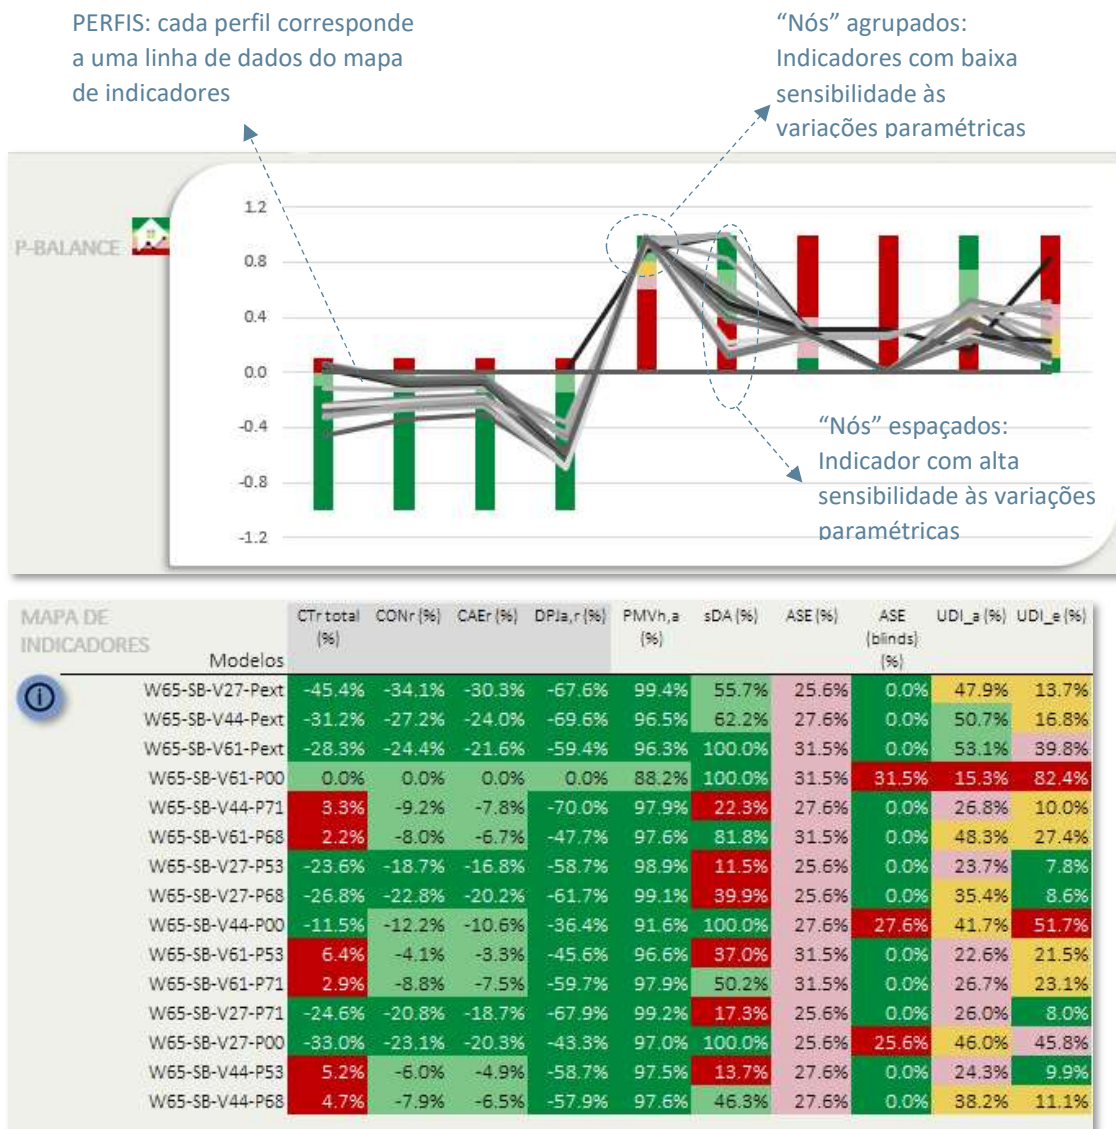 PERFIS: cada perfil corresponde
a uma linha de dados do mapa
de indicadores
“Nós” agrupados:
Indicadores com baixa
sensibilidade às
variações paramétricas
P-BALANCE
1.2
0.8
0.4
0.0
-0.4
-0.8
-1.2
“Nós” espaçados:
Indicador com alta
sensibilidade às variações
paramétricas
MAPA DE
INDICADORES
Modelos CTr total (%) CONr (%) CAEr (%) DPJa,r (%) PMVh,a (%) sDA (%) ASE (%) ASE (blinds) (%) UDI_a (%) UDI_e (%)
W65-SB-V27-Pext -45.4% -34.1% -30.3% -67.6% 99.4% 55.7% 25.6% 0.0% 47.9% 13.7%
W65-SB-V44-Pext -31.2% -27.2% -24.0% -69.6% 96.5% 62.2% 27.6% 0.0% 50.7% 16.8%
W65-SB-V61-Pext -28.3% -24.4% -21.6% -59.4% 96.3% 100.0% 31.5% 0.0% 53.1% 39.8%
W65-SB-V61-P00 0.0% 0.0% 0.0% 0.0% 88.2% 100.0% 31.5% 31.5% 15.3% 82.4%
W65-SB-V44-P71 3.3% -9.2% -7.8% -70.0% 97.9% 22.3% 27.6% 0.0% 26.8% 10.0%
W65-SB-V61-P68 2.2% -8.0% -6.7% -47.7% 97.6% 81.8% 31.5% 0.0% 48.3% 27.4%
W65-SB-V27-P53 -23.6% -18.7% -16.8% -58.7% 98.9% 11.5% 25.6% 0.0% 23.7% 7.8%
W65-SB-V27-P68 -26.8% -22.8% -20.2% -61.7% 99.1% 39.9% 25.6% 0.0% 35.4% 8.6%
W65-SB-V44-P00 -11.5% -12.2% -10.6% -36.4% 91.6% 100.0% 27.6% 27.6% 41.7% 51.7%
W65-SB-V61-P53 6.4% -4.1% -3.3% -45.6% 96.6% 37.0% 31.5% 0.0% 22.6% 21.5%
W65-SB-V61-P71 2.9% -8.8% -7.5% -59.7% 97.9% 50.2% 31.5% 0.0% 26.7% 23.1%
W65-SB-V27-P71 -24.6% -20.8% -18.7% -67.9% 99.2% 17.3% 25.6% 0.0% 26.0% 8.0%
W65-SB-V27-P00 -33.0% -23.1% -20.3% -43.3% 97.0% 100.0% 25.6% 25.6% 46.0% 45.8%
W65-SB-V44-P53 5.2% -6.0% -4.9% -58.7% 97.5% 13.7% 27.6% 0.0% 24.3% 9.9%
W65-SB-V44-P68 4.7% -7.9% -6.5% -57.9% 97.6% 46.3% 27.6% 0.0% 38.2% 11.1%